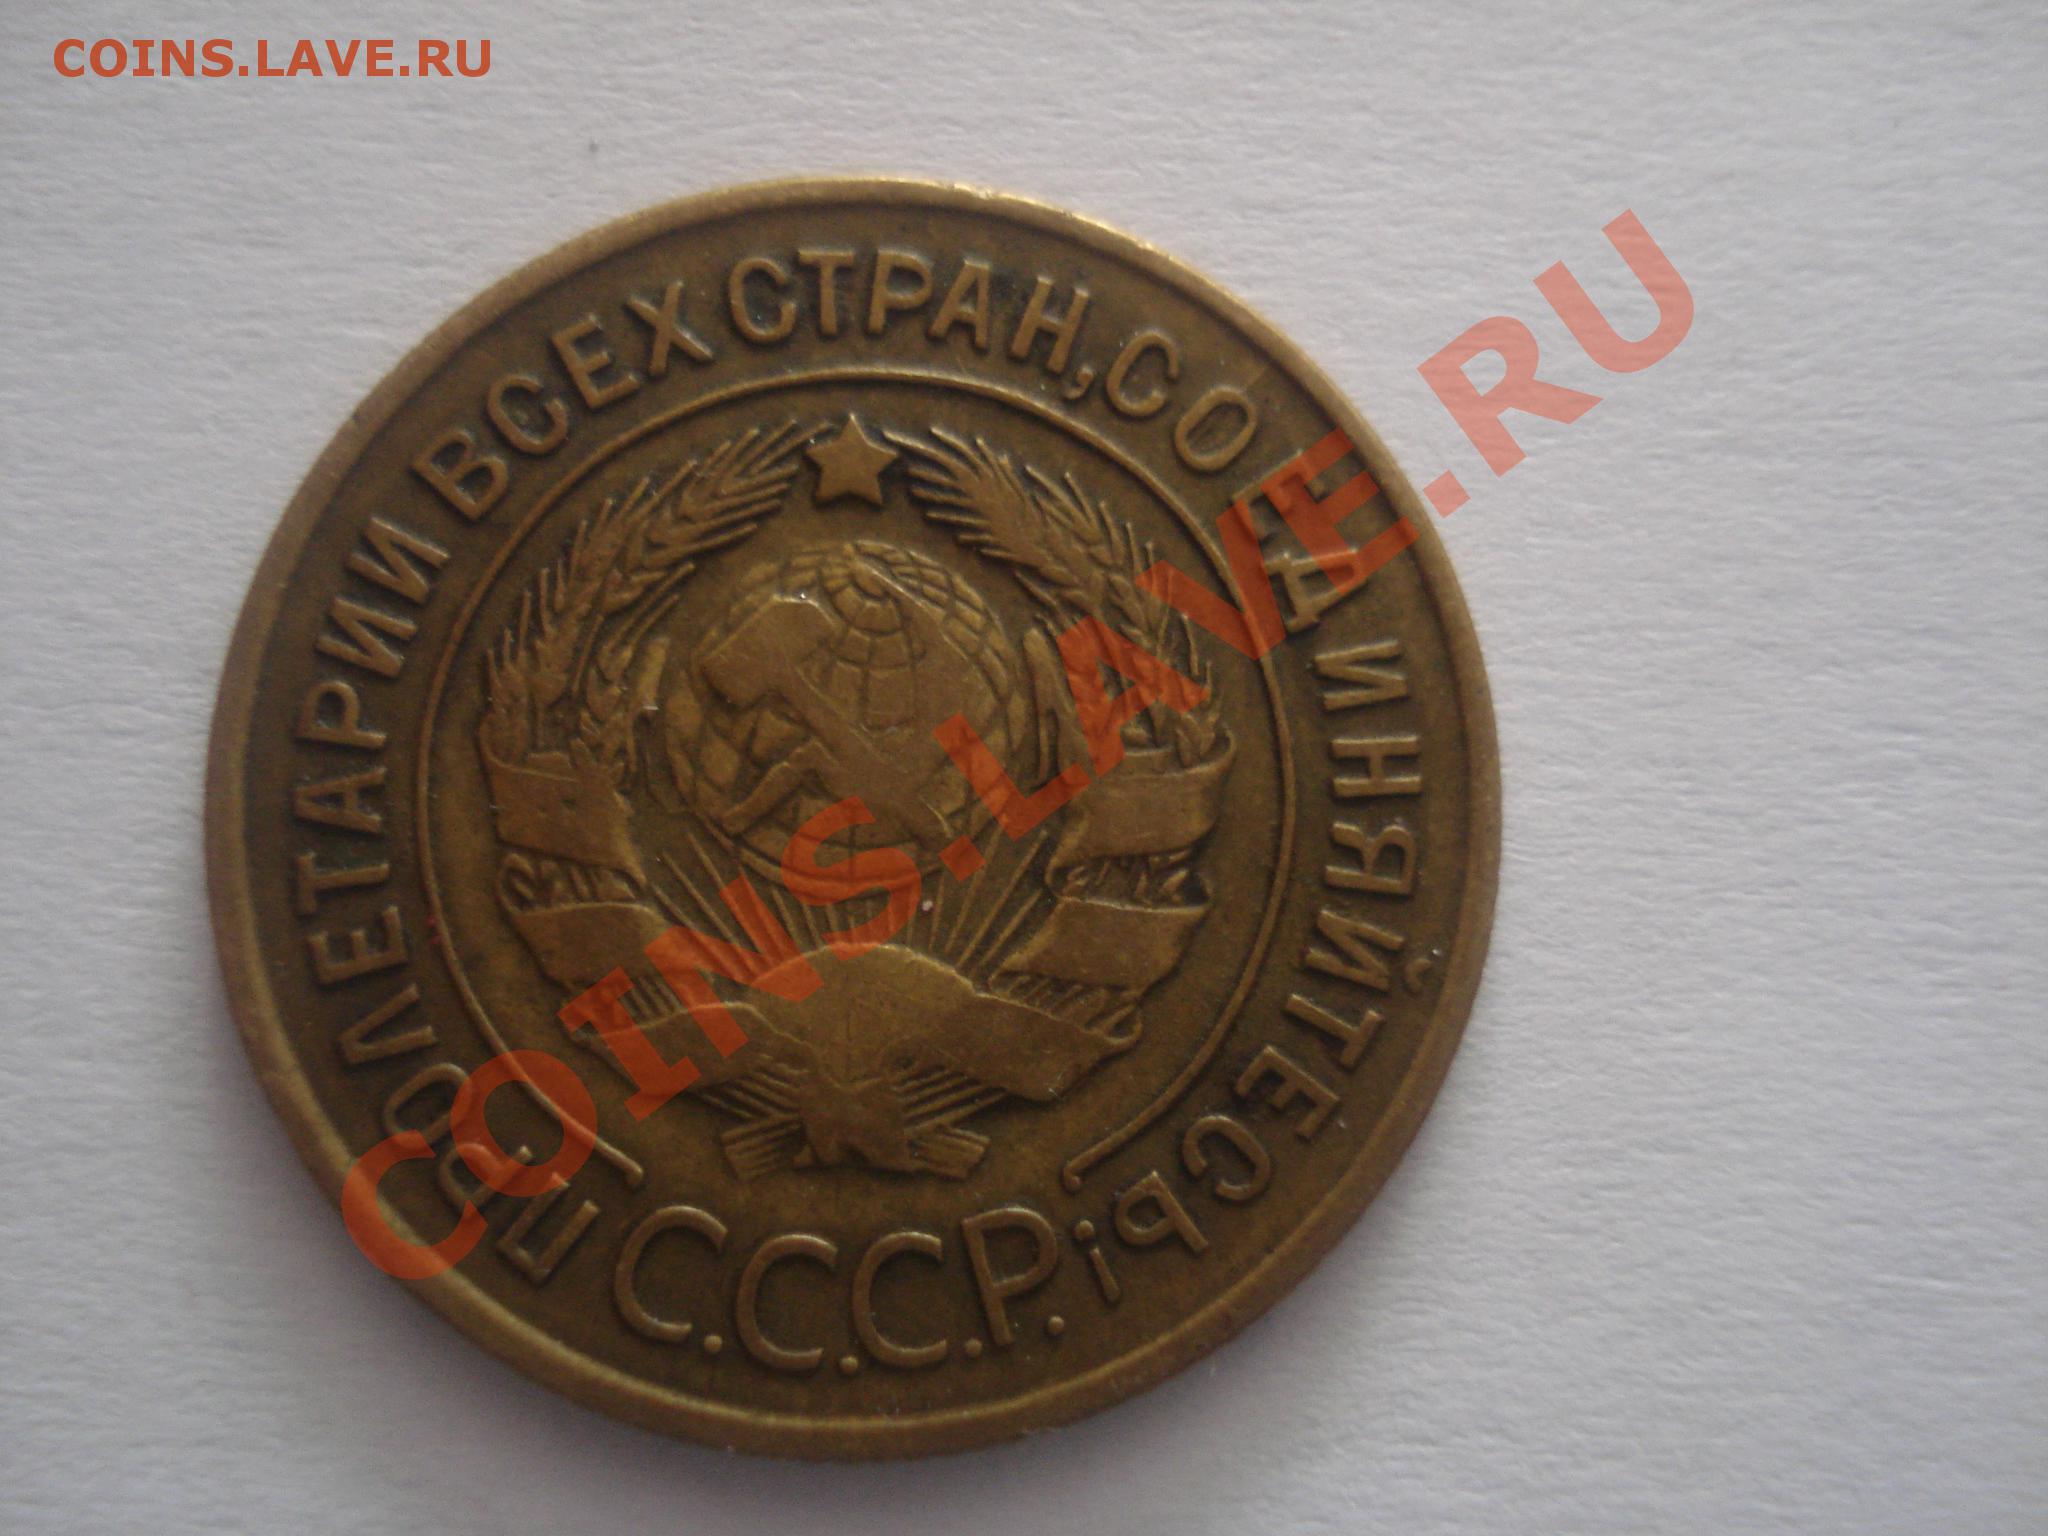 COINS.LAVE.RU
ПРОЛЕТАРИИ ВСЕХ СТРАН, СОЕДИНЯЙТЕСЬ!
С.С.С.Р.
COINS.LAVE.RU